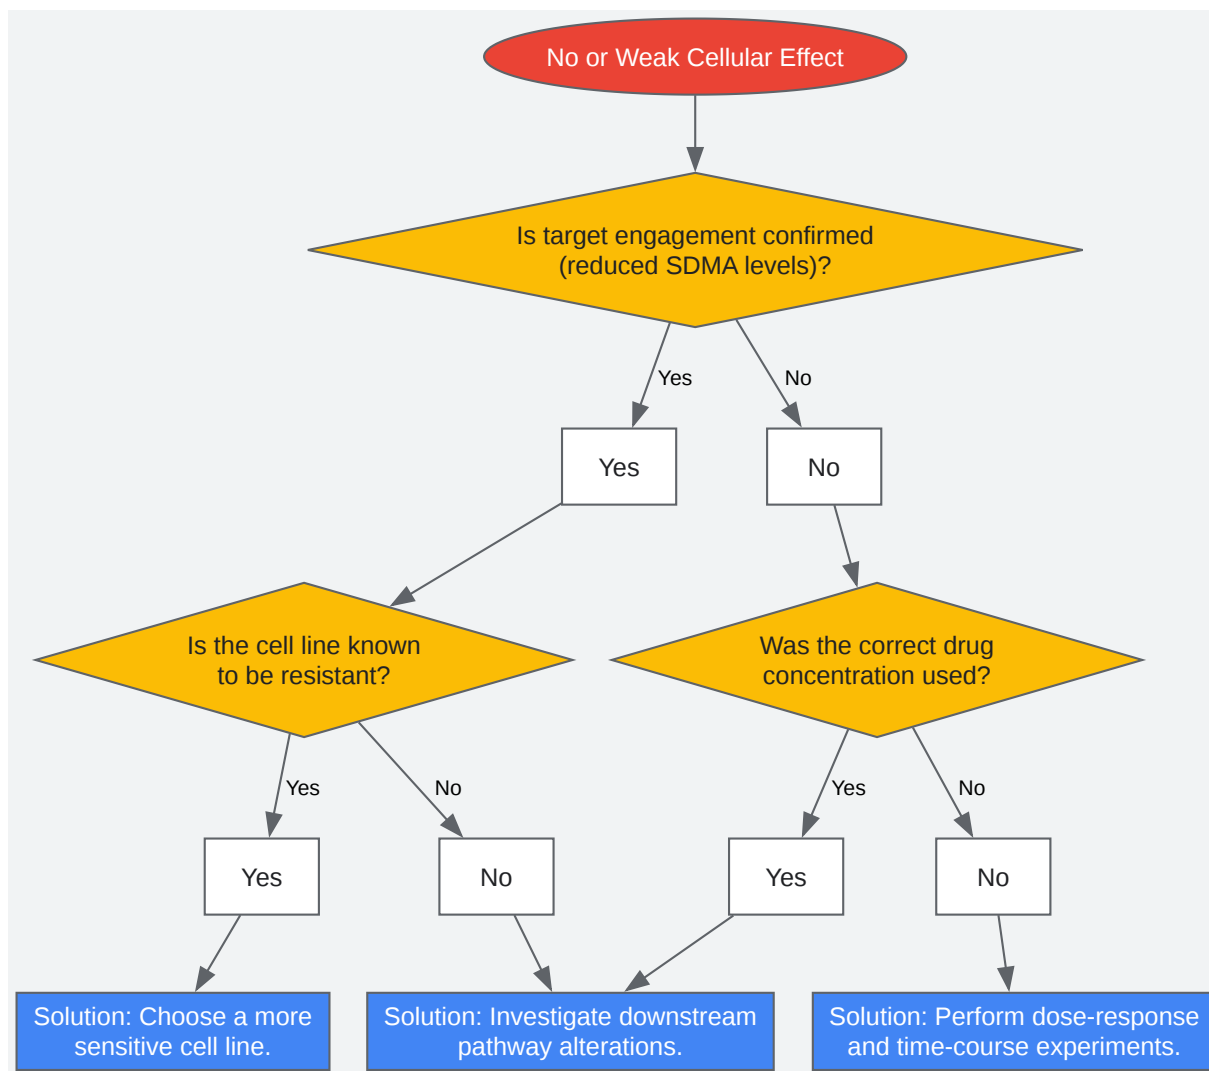 No or Weak Cellular Effect
Is target engagement confirmed
(reduced SDMA levels)?
Yes
No
Yes
No
Is the cell line known
to be resistant?
Was the correct drug
concentration used?
Yes
No
Yes
No
Yes
No
Yes
No
Solution: Choose a more
sensitive cell line.
Solution: Investigate downstream
pathway alterations.
Solution: Perform dose-response
and time-course experiments.